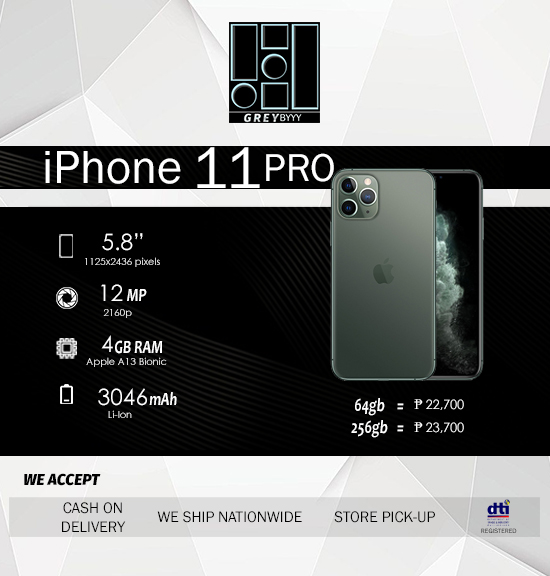 GREYBYYY
iPhone 11 PRO
5.8”
1125x2436 pixels
12 MP
2160p
4GB RAM
Apple A13 Bionic
3046mAh
Li-Ion
64gb = ₱ 22,700
256gb = ₱ 23,700
WE ACCEPT
CASH ON
DELIVERY
WE SHIP NATIONWIDE
STORE PICK-UP
dti
REGISTERED